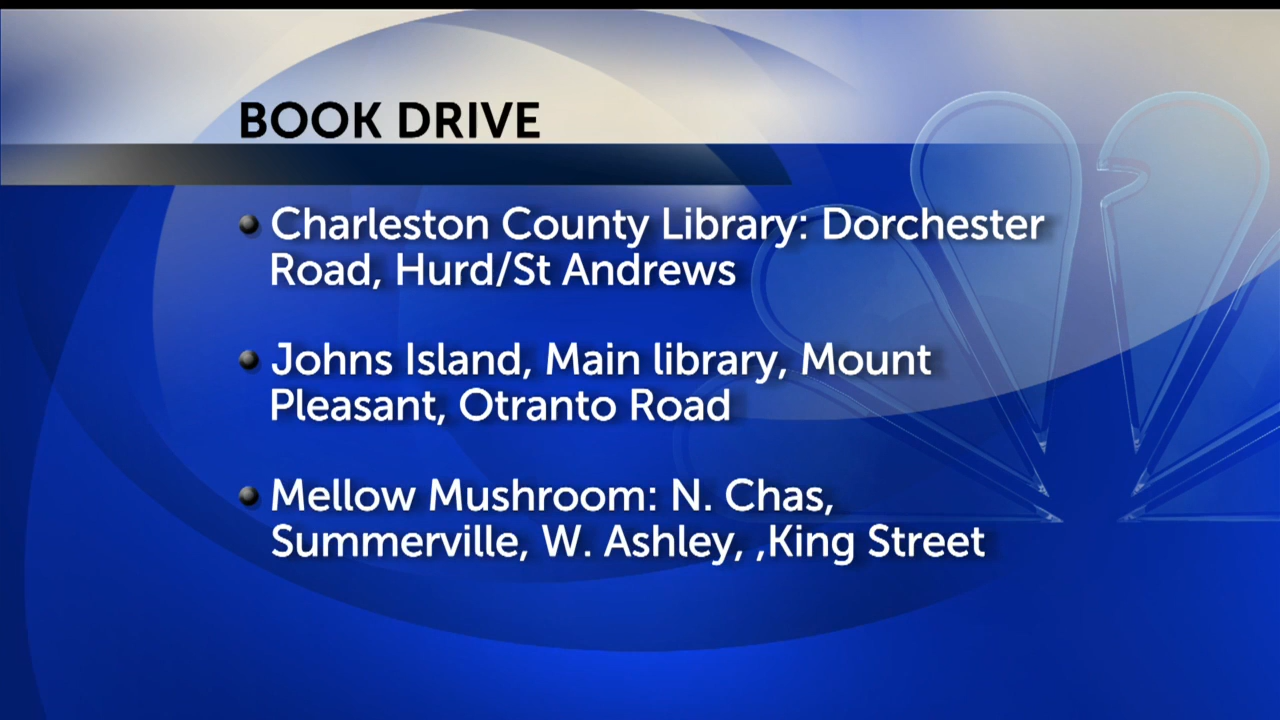 BOOK DRIVE
Charleston County Library: Dorchester
Road, Hurd/St Andrews
Johns Island, Main library, Mount
Pleasant, Otranto Road
Mellow Mushroom: N. Chas,
Summerville, W. Ashley, ,King Street